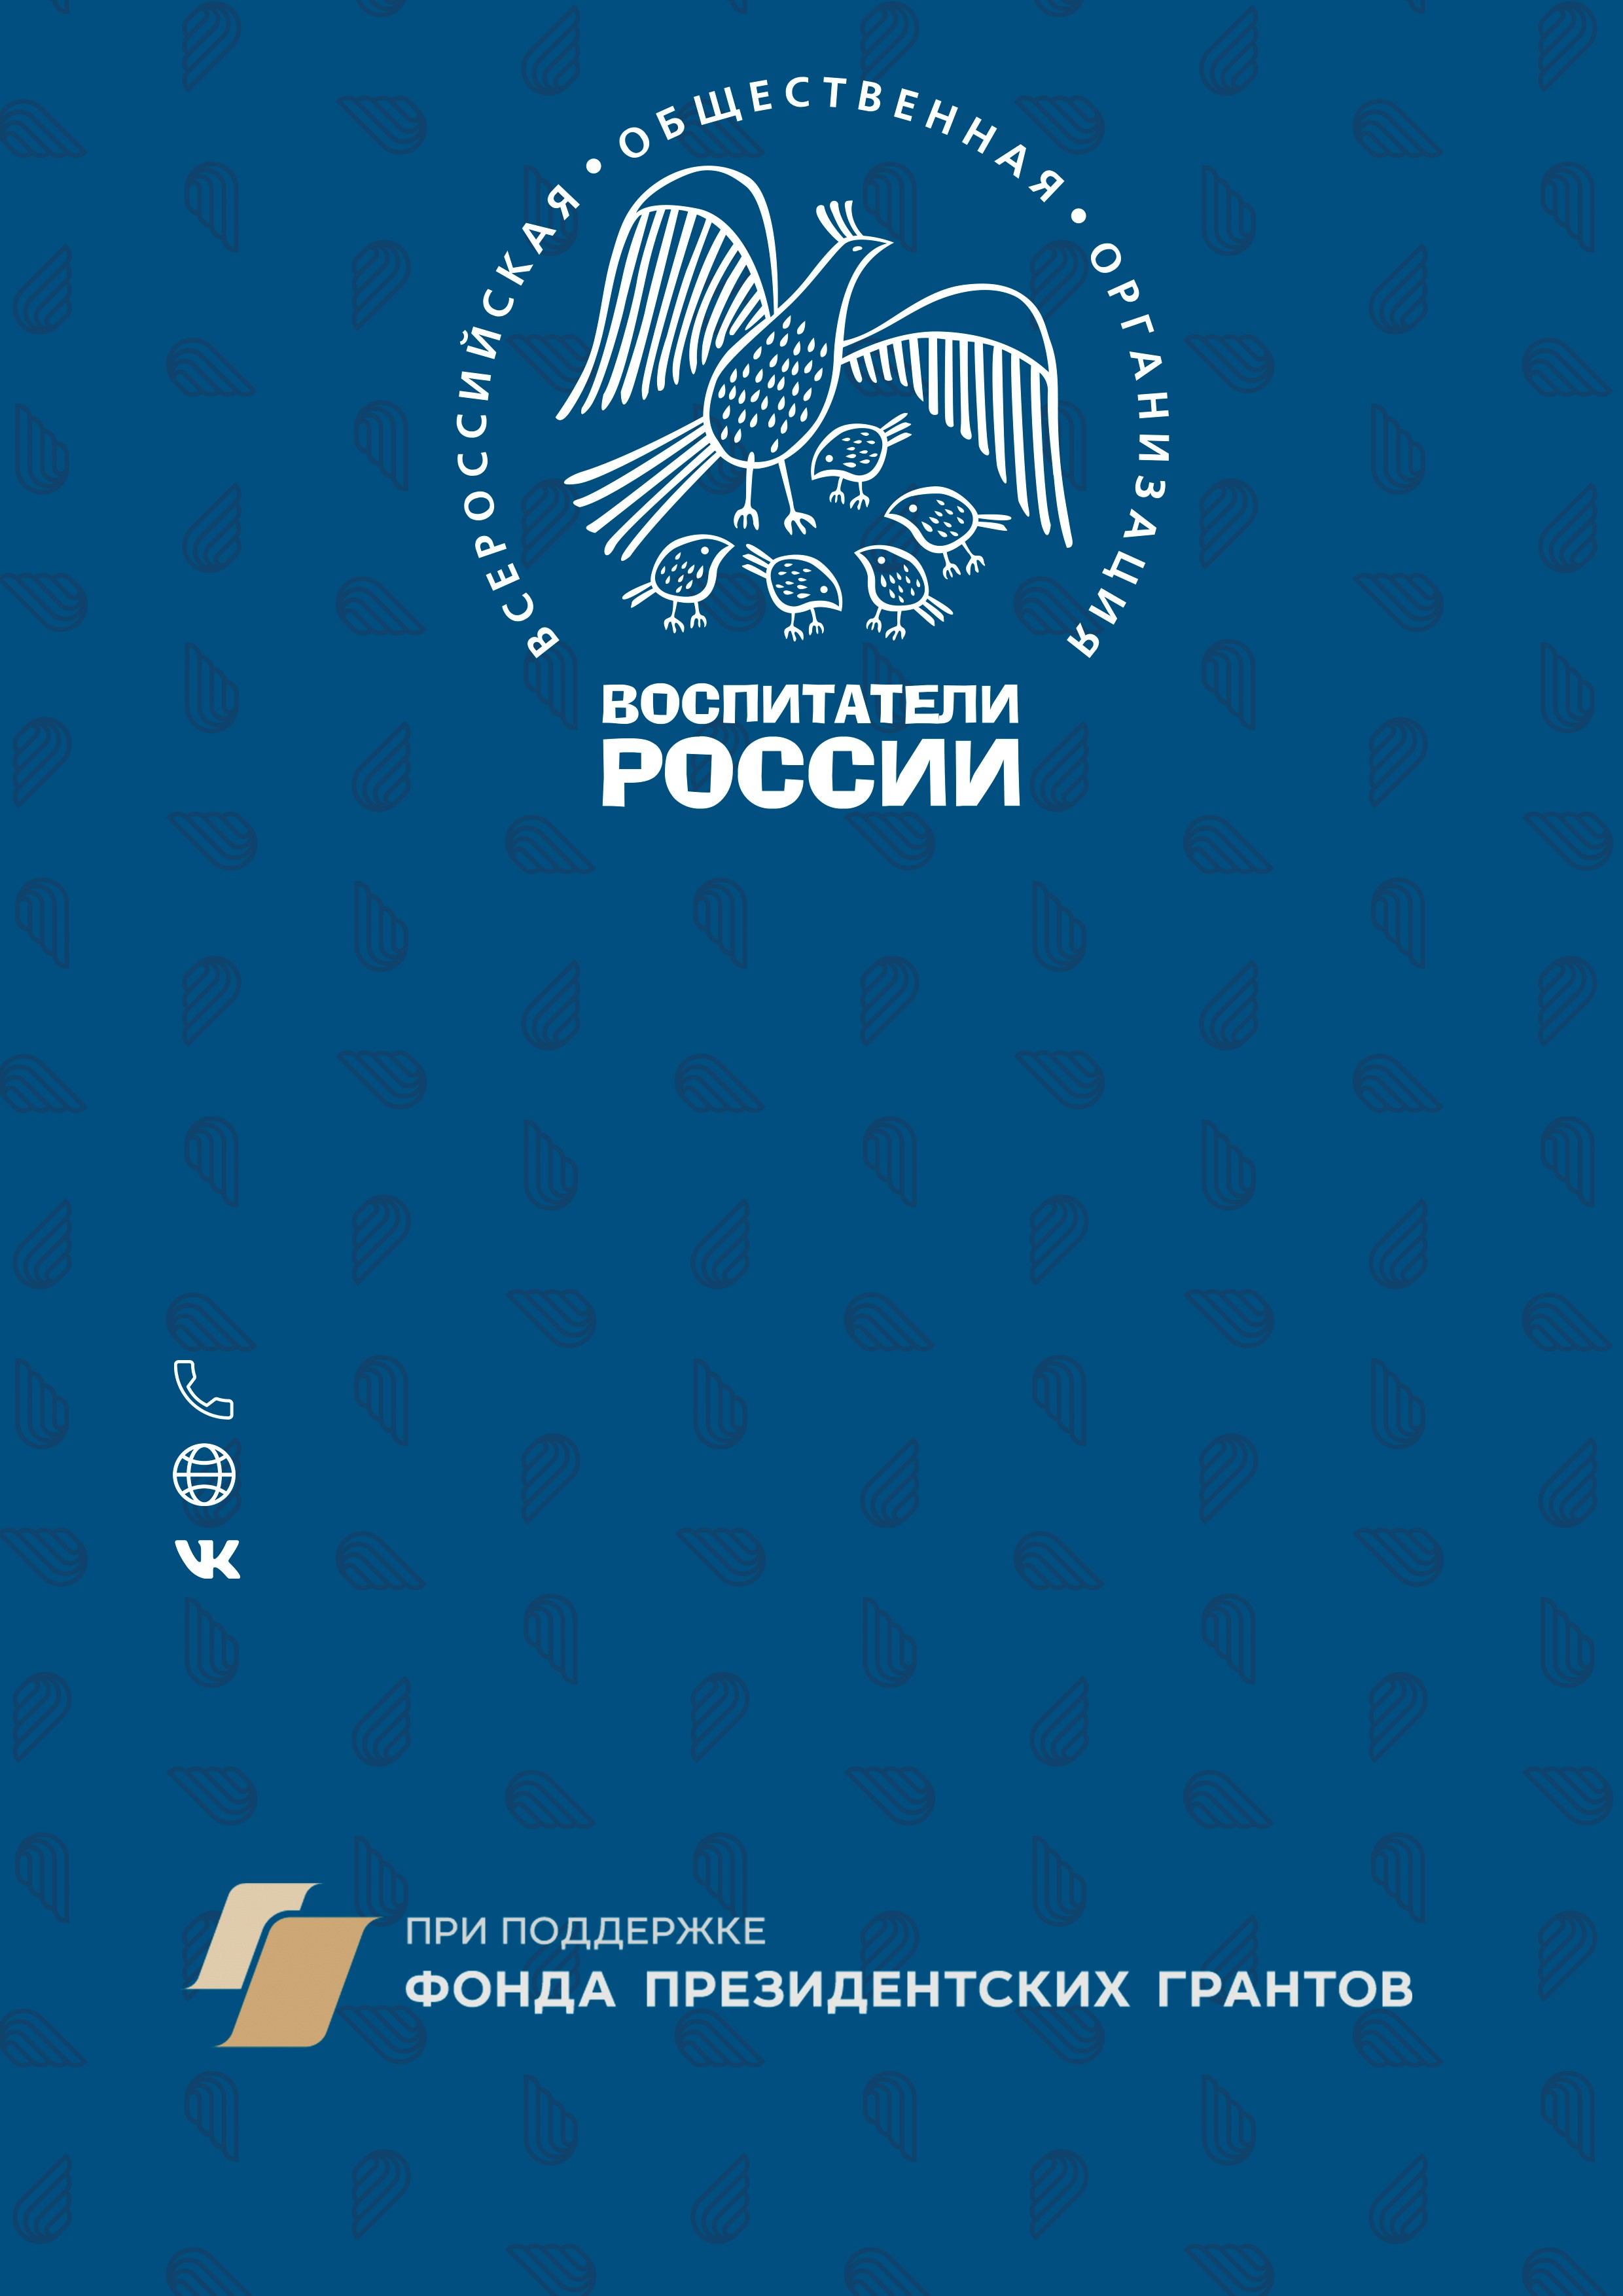 ВСЕРОССИЙСКАЯ • ОБЩЕСТВЕННАЯ • ОРГАНИЗАЦИЯ
ВОСПИТАТЕЛИ
РОССИИ
ПРИ ПОДДЕРЖКЕ
ФОНДА ПРЕЗИДЕНТСКИХ ГРАНТОВ